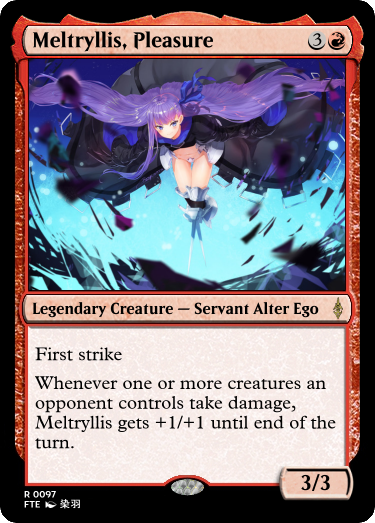 Meltryllis, Pleasure 3
Legendary Creature — Servant Alter Ego
First strike
Whenever one or more creatures an
opponent controls take damage,
Meltryllis gets +1/+1 until end of the
turn.
3/3
R 0097
FTE 染羽